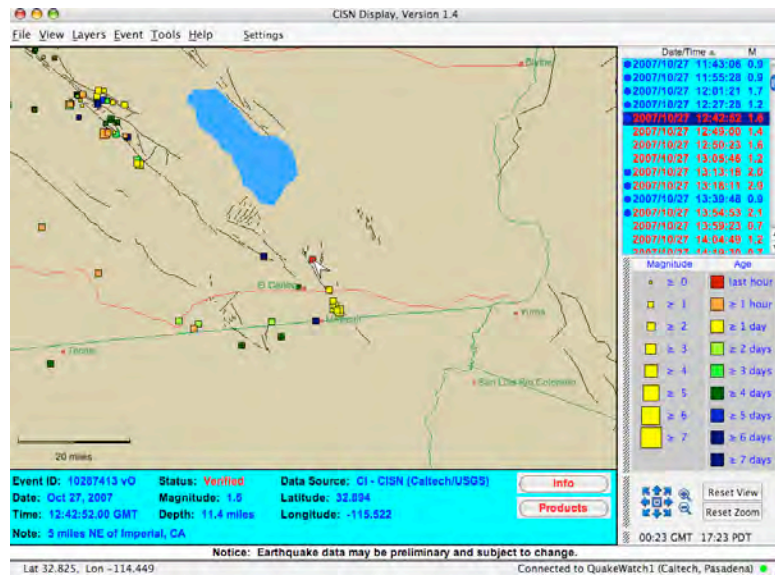 CISN Display, Version 1.4
File View Layers Event Tools Help Settings
Date/Time M
2007/10/27 11:43:06 0.9
2007/10/27 11:55:28 0.9
2007/10/27 12:01:21 1.7
2007/10/27 12:27:28 1.2
2007/10/27 12:42:52 1.6
2007/10/27 12:49:00 1.4
2007/10/27 12:50:23 1.6
2007/10/27 13:05:46 1.2
2007/10/27 13:13:16 2.0
2007/10/27 13:18:11 2.9
2007/10/27 13:39:48 0.9
2007/10/27 13:54:53 2.1
2007/10/27 13:59:23 0.7
2007/10/27 14:04:49 1.2
Blythe
El Centro
Mexicali
Yuma
Tecate
San Luis Rio Colorado
20 miles
Magnitude Age
≥ 0 last hour
≥ 1 ≥ 1 hour
≥ 2 ≥ 1 day
≥ 3 ≥ 2 days
≥ 4 ≥ 3 days
≥ 5 ≥ 4 days
≥ 6 ≥ 5 days
≥ 7 ≥ 6 days
≥ 7 days
Event ID: 10287413 v0 Status: Verified Data Source: CI - CISN (Caltech/USGS) Info
Date: Oct 27, 2007 Magnitude: 1.6 Latitude: 32.894 Products
Time: 12:42:52.00 GMT Depth: 11.4 miles Longitude: -115.522
Note: 5 miles NE of Imperial, CA
Reset View
Reset Zoom
00:23 GMT 17:23 PDT
Notice: Earthquake data may be preliminary and subject to change.
Lat 32.825, Lon -114.449 Connected to QuakeWatch1 (Caltech, Pasadena)